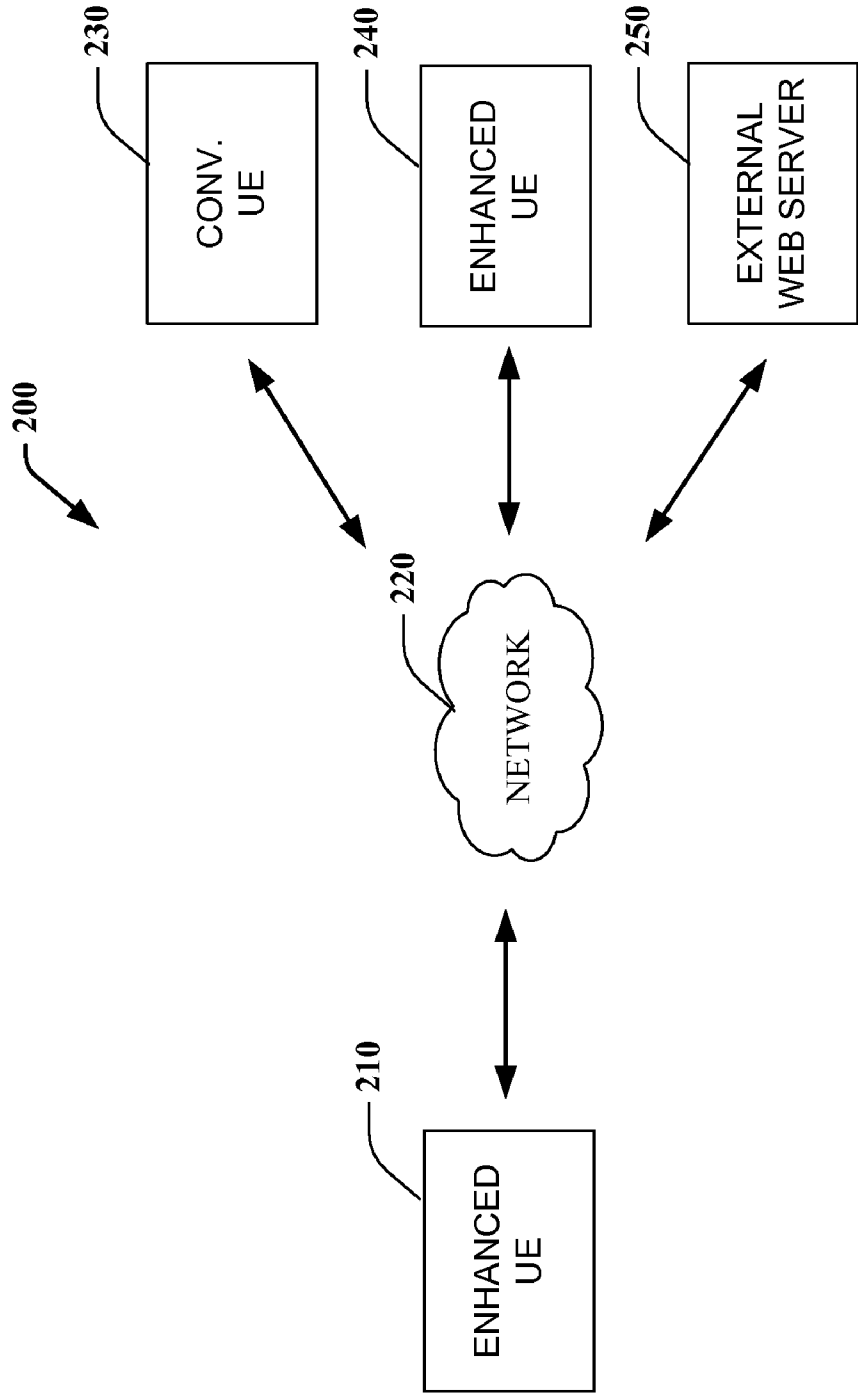 200
230
CONV.
UE
210
ENHANCED
UE
220
NETWORK
240
ENHANCED
UE
250
EXTERNAL
WEB SERVER